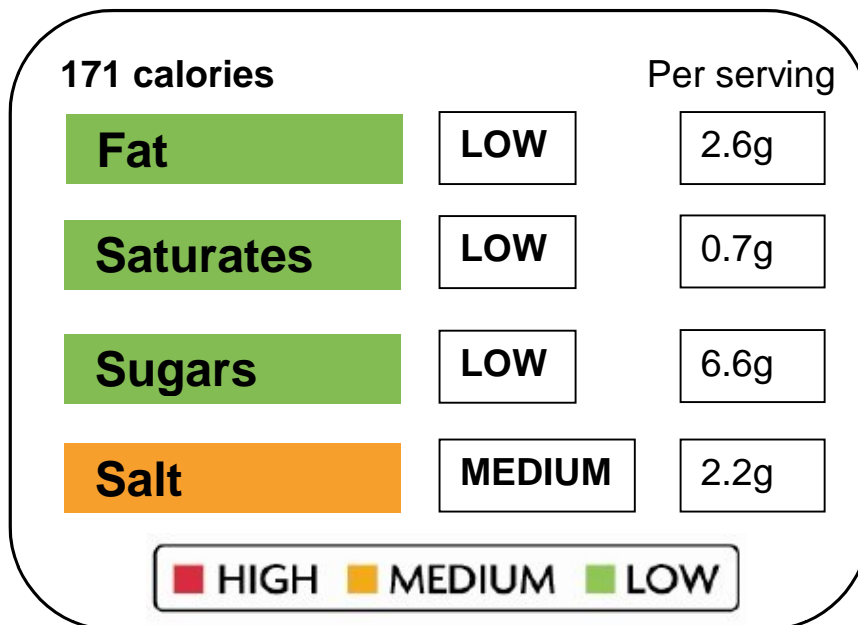 171 calories Per serving
Fat LOW 2.6g
Saturates LOW 0.7g
Sugars LOW 6.6g
Salt MEDIUM 2.2g
HIGH MEDIUM LOW